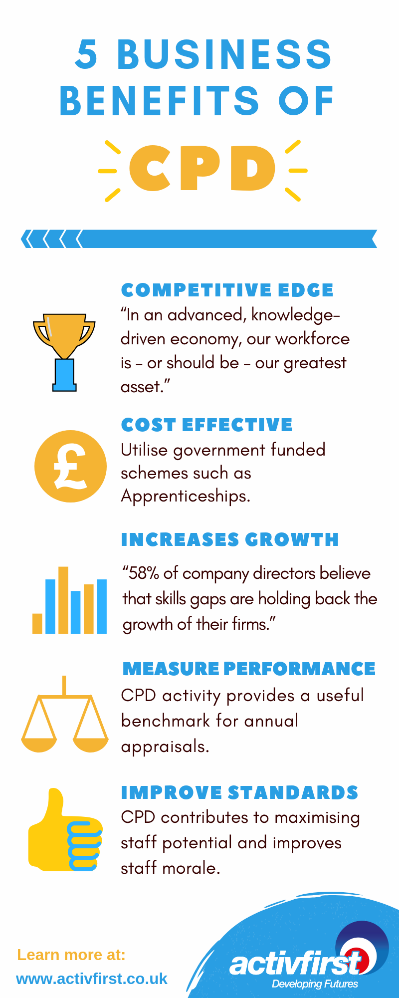 5 BUSINESS
BENEFITS OF
CPD
COMPETITIVE EDGE
“In an advanced, knowledge-
driven economy, our workforce
is - or should be - our greatest
asset.”
COST EFFECTIVE
£
Utilise government funded
schemes such as
Apprenticeships.
INCREASES GROWTH
“58% of company directors believe
that skills gaps are holding back the
growth of their firms.”
MEASURE PERFORMANCE
CPD activity provides a useful
benchmark for annual
appraisals.
IMPROVE STANDARDS
CPD contributes to maximising
staff potential and improves
staff morale.
Learn more at:
www.activfirst.co.uk
activfirst
Developing Futures